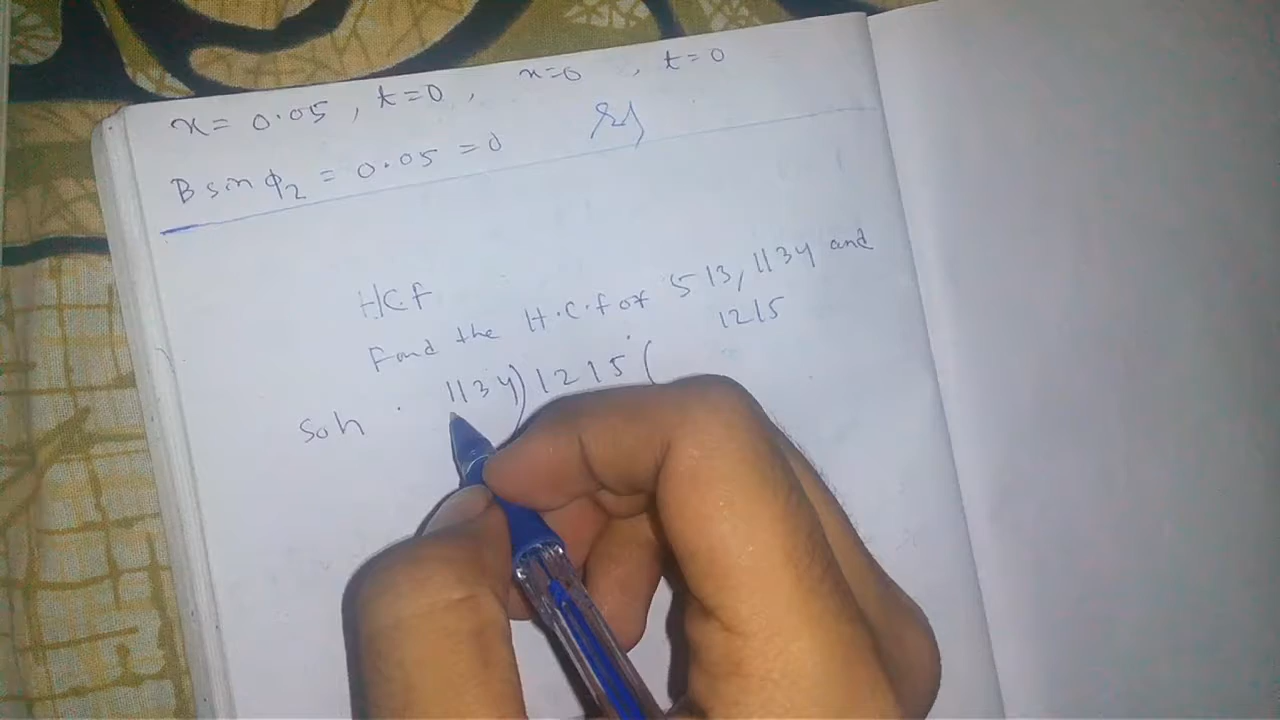 x = 0.05 , t=0 , x=0 , t=0
B sin ϕ2 = 0.05 = 0
H.C.F
Find the H.C.f of 513, 1134 and
1215
Soln 1134)1215(